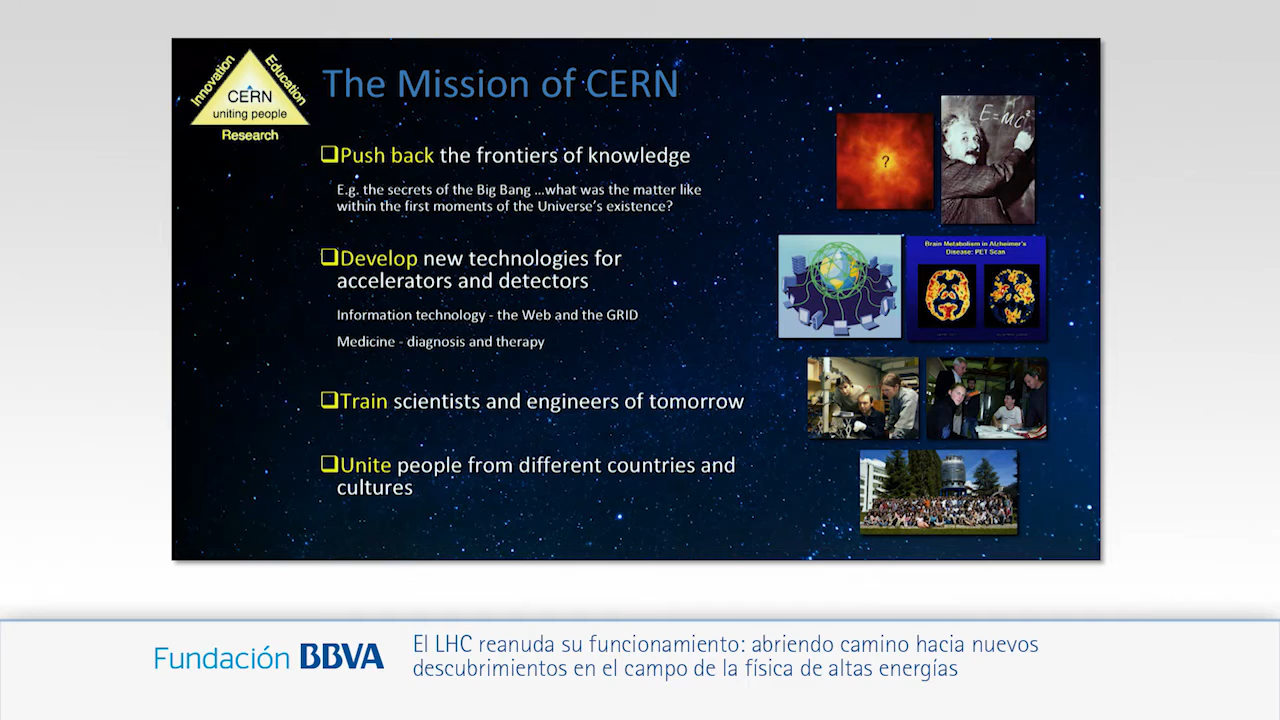 Innovation
Education
CERN
uniting people
Research
The Mission of CERN
❑Push back the frontiers of knowledge
E.g. the secrets of the Big Bang ...what was the matter like
within the first moments of the Universe's existence?
❑Develop new technologies for
accelerators and detectors
Information technology - the Web and the GRID
Medicine - diagnosis and therapy
❑Train scientists and engineers of tomorrow
❑Unite people from different countries and
cultures
?
E=MC²
Brain Metabolism in Alzheimer's
Disease: PET Scan
Fundación BBVA
El LHC reanuda su funcionamiento: abriendo camino hacia nuevos
descubrimientos en el campo de la física de altas energías